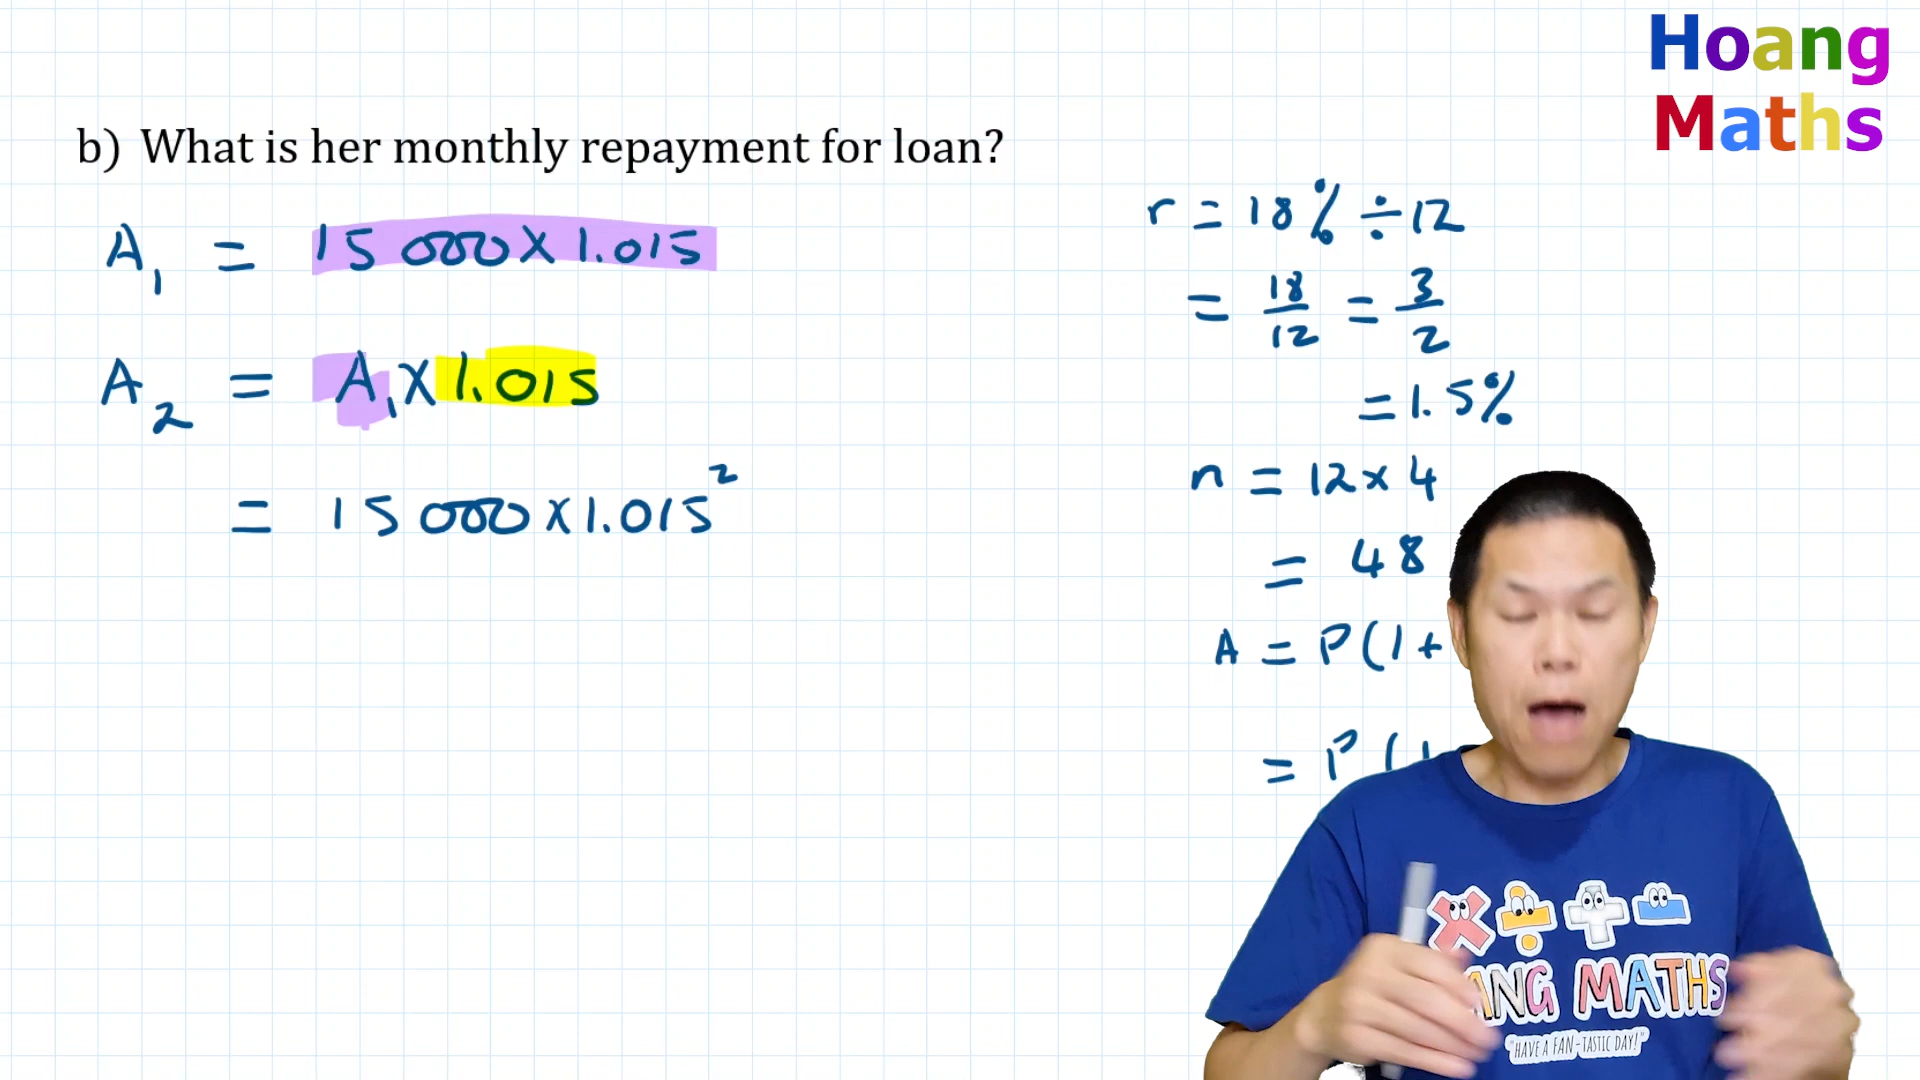 Hoang
Maths
b) What is her monthly repayment for loan?
A₁ = 15 000 × 1.015
A₂ = A₁ × 1.015
= 15 000 × 1.015²
r = 18% ÷ 12
= 18/12 = 3/2
= 1.5%
n = 12 × 4
= 48
A = P(1 +
= P(1
ANG MATHS
"HAVE A FAN-TASTIC DAY!"